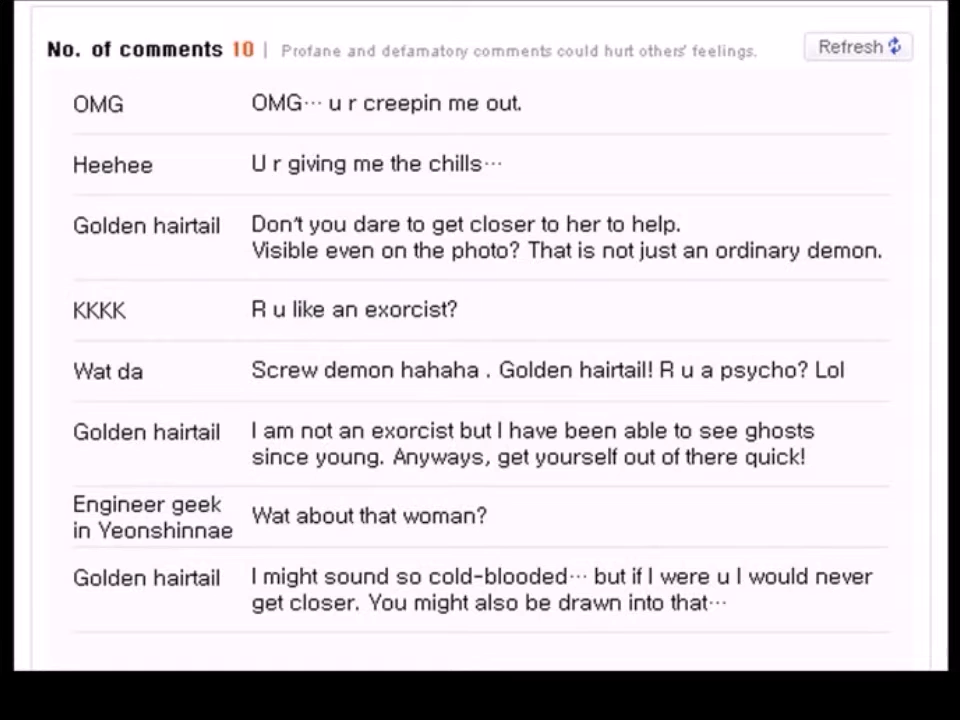 No. of comments 10 | Profane and defamatory comments could hurt others' feelings. Refresh
OMG OMG… u r creepin me out.
Heehee U r giving me the chills…
Golden hairtail Don't you dare to get closer to her to help.
Visible even on the photo? That is not just an ordinary demon.
KKKK R u like an exorcist?
Wat da Screw demon hahaha . Golden hairtail! R u a psycho? Lol
Golden hairtail I am not an exorcist but I have been able to see ghosts
since young. Anyways, get yourself out of there quick!
Engineer geek
in Yeonshinnae Wat about that woman?
Golden hairtail I might sound so cold-blooded… but if I were u I would never
get closer. You might also be drawn into that…